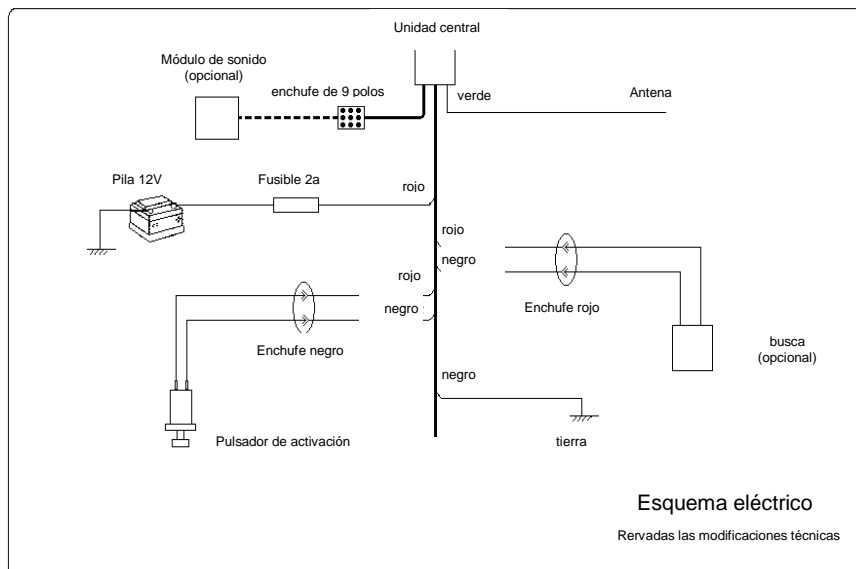 Unidad central
Módulo de sonido
(opcional)
enchufe de 9 polos
verde
Antena
Pila 12V
Fusible 2a
rojo
rojo
negro
rojo
negro
Enchufe rojo
Enchufe negro
busca
(opcional)
negro
Pulsador de activación
tierra
Esquema eléctrico
Rervadas las modificaciones técnicas